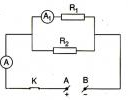 A₁ R₁
R₂
A
K A B
+ −